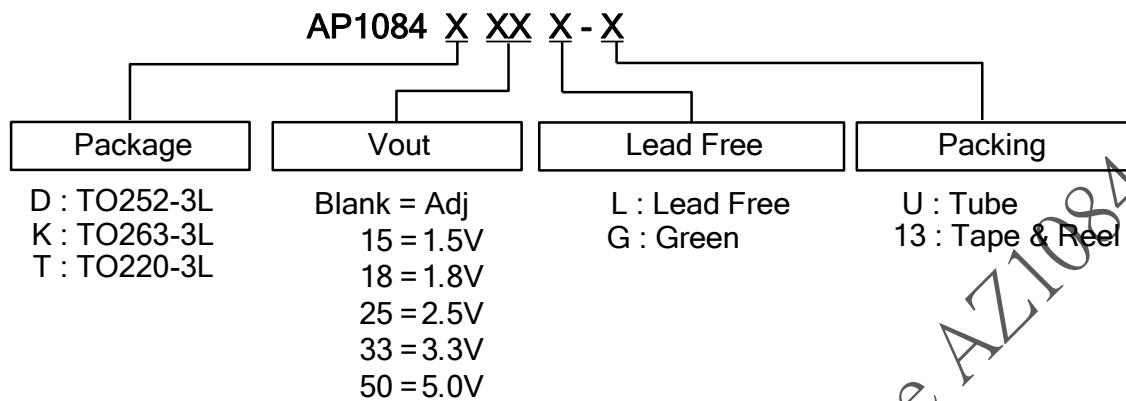 AP1084 X XX X - X
Package
Vout
Lead Free
Packing
D : TO252-3L
K : TO263-3L
T : TO220-3L
Blank = Adj
15 = 1.5V
18 = 1.8V
25 = 2.5V
33 = 3.3V
50 = 5.0V
L : Lead Free
G : Green
U : Tube
13 : Tape & Reel
AZ1084